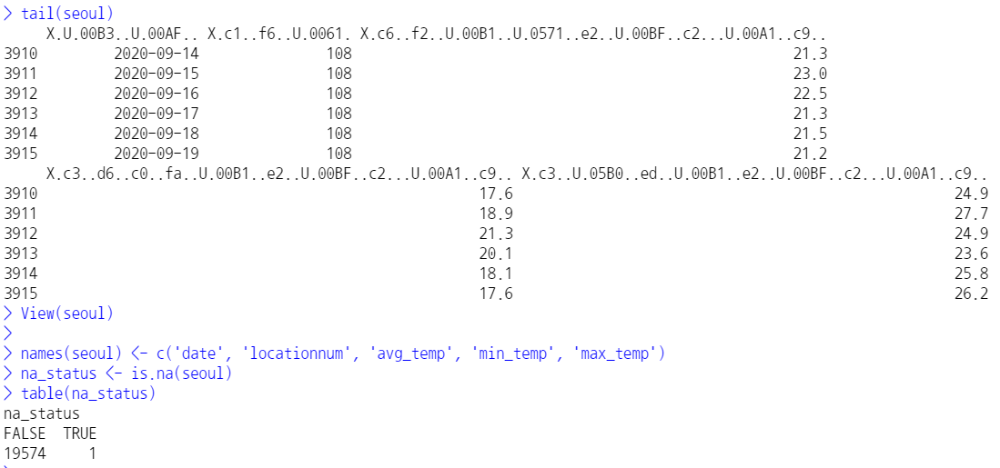 > tail(seoul)
X.U.00B3..U.00AF.. X.c1..f6..U.0061. X.c6..f2..U.00B1..U.0571..e2..U.00BF..c2...U.00A1..c9..
3910 2020-09-14 108 21.3
3911 2020-09-15 108 23.0
3912 2020-09-16 108 22.5
3913 2020-09-17 108 21.3
3914 2020-09-18 108 21.5
3915 2020-09-19 108 21.2
X.c3..d6..c0..fa..U.00B1..e2..U.00BF..c2...U.00A1..c9.. X.c3..U.05B0..ed..U.00B1..e2..U.00BF..c2...U.00A1..c9..
3910 17.6 24.9
3911 18.9 27.7
3912 21.3 24.9
3913 20.1 23.6
3914 18.1 25.8
3915 17.6 26.2
> View(seoul)
>
> names(seoul) <- c('date', 'locationnum', 'avg_temp', 'min_temp', 'max_temp')
> na_status <- is.na(seoul)
> table(na_status)
na_status
FALSE TRUE
19574 1